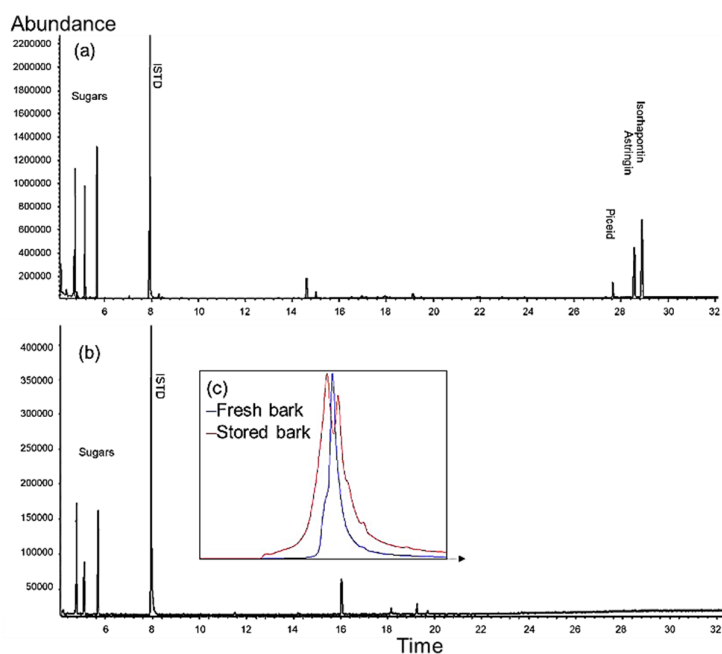 Abundance
(a)
2200000
2000000
1800000
1600000
1400000
1200000
1000000
800000
600000
400000
200000
Sugars
ISTD
Piceid
Astringin
Isorhapontin
6 8 10 12 14 16 18 20 22 24 26 28 30 32
(b)
400000
350000
300000
250000
200000
150000
100000
50000
Sugars
ISTD
(c)
–Fresh bark
–Stored bark
6 8 10 12 14 16 18 20 22 24 26 28 30 32
Time